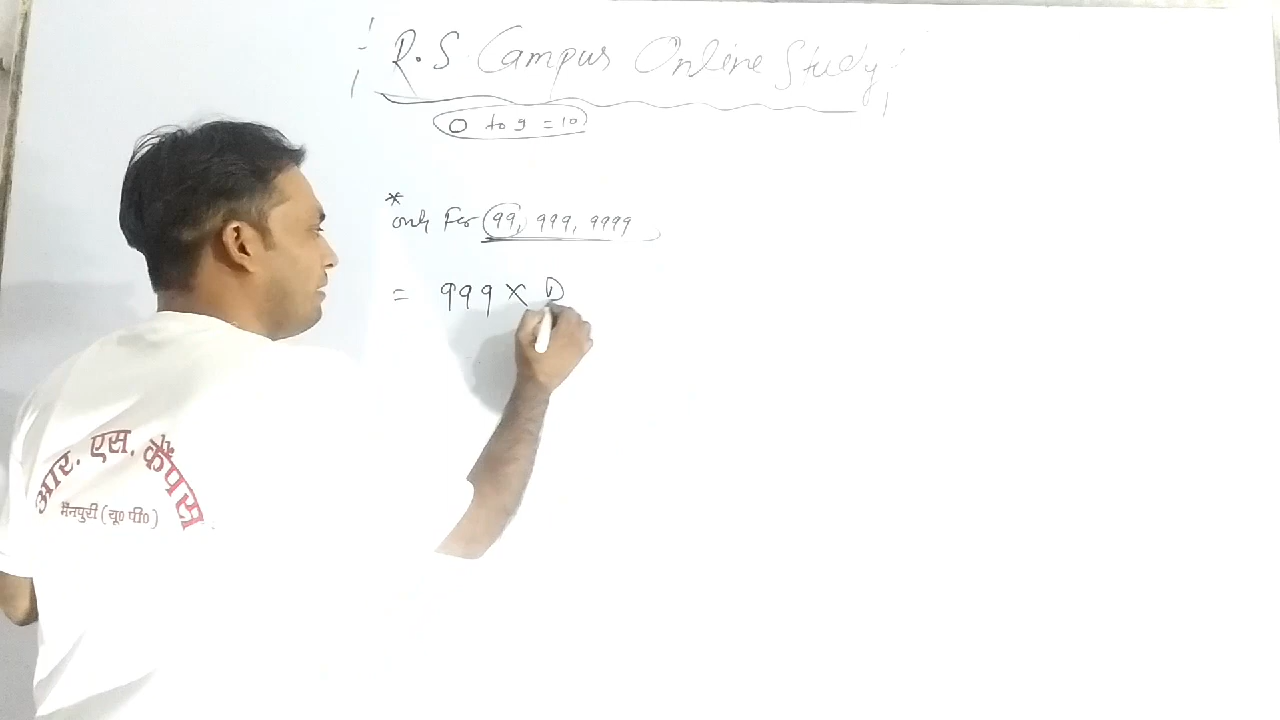 R. S. Campus Online Study
0 to 9 = 10
*
only For 99, 999, 9999
= 999 × D
आर. एस. कैंपस
मैनपुरी (यू० पी०)